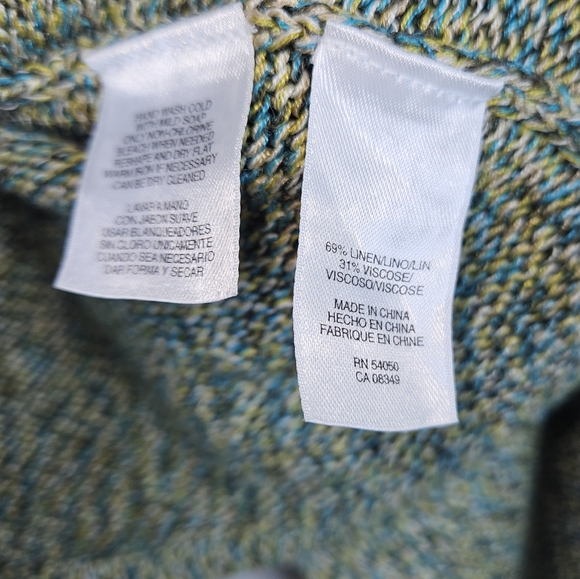 HAND WASH COLD
WITH MILD SOAP
ONLY NON-CHLORINE
BLEACH WHEN NEEDED
RESHAPE AND DRY FLAT
WARM IRON IF NECESSARY
CAN BE DRY CLEANED
LAVAR A MANO
CON JABON SUAVE
USAR BLANQUEADORES
SIN CLORO UNICAMENTE
CUANDO SEA NECESARIO
DAR FORMA Y SECAR
69% LINEN/LINO/LIN
31% VISCOSE/
VISCOSO/VISCOSE
MADE IN CHINA
HECHO EN CHINA
FABRIQUE EN CHINE
RN 54050
CA 08349